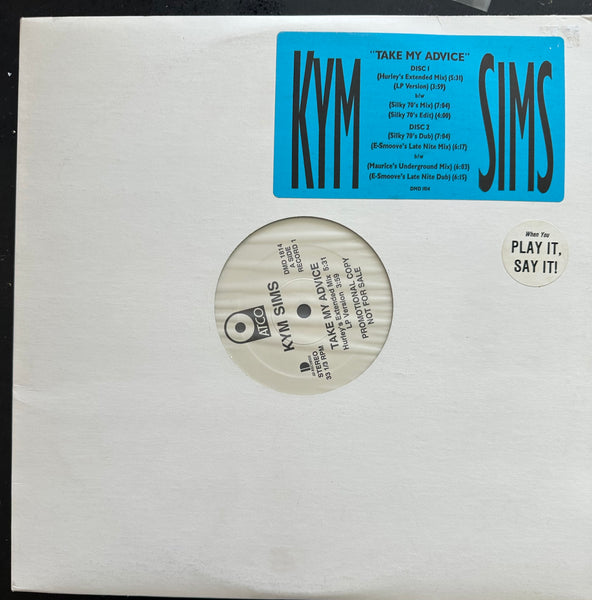 KYM
"TAKE MY ADVICE"
DISC 1
(Hurley's Extended Mix) (5:31)
(LP Version) (3:59)
b/w
(Silky 70's Mix) (7:04)
(Silky 70's Edit) (4:00)
DISC 2
(Silky 70's Dub) (7:04)
(E-Smoove's Late Nite Mix) (6:17)
b/w
(Maurice's Underground Mix) (6:03)
(E-Smoove's Late Nite Dub) (6:15)
SIMS
When You
PLAY IT,
SAY IT!
ATCO
KYM SIMS
DMD 1814
A SIDE
RECORD 1
STEREO
33 1/3 RPM
TAKE MY ADVICE
Hurley's Extended Mix 5:31
LP Version 3:59
PROMOTIONAL COPY
NOT FOR SALE